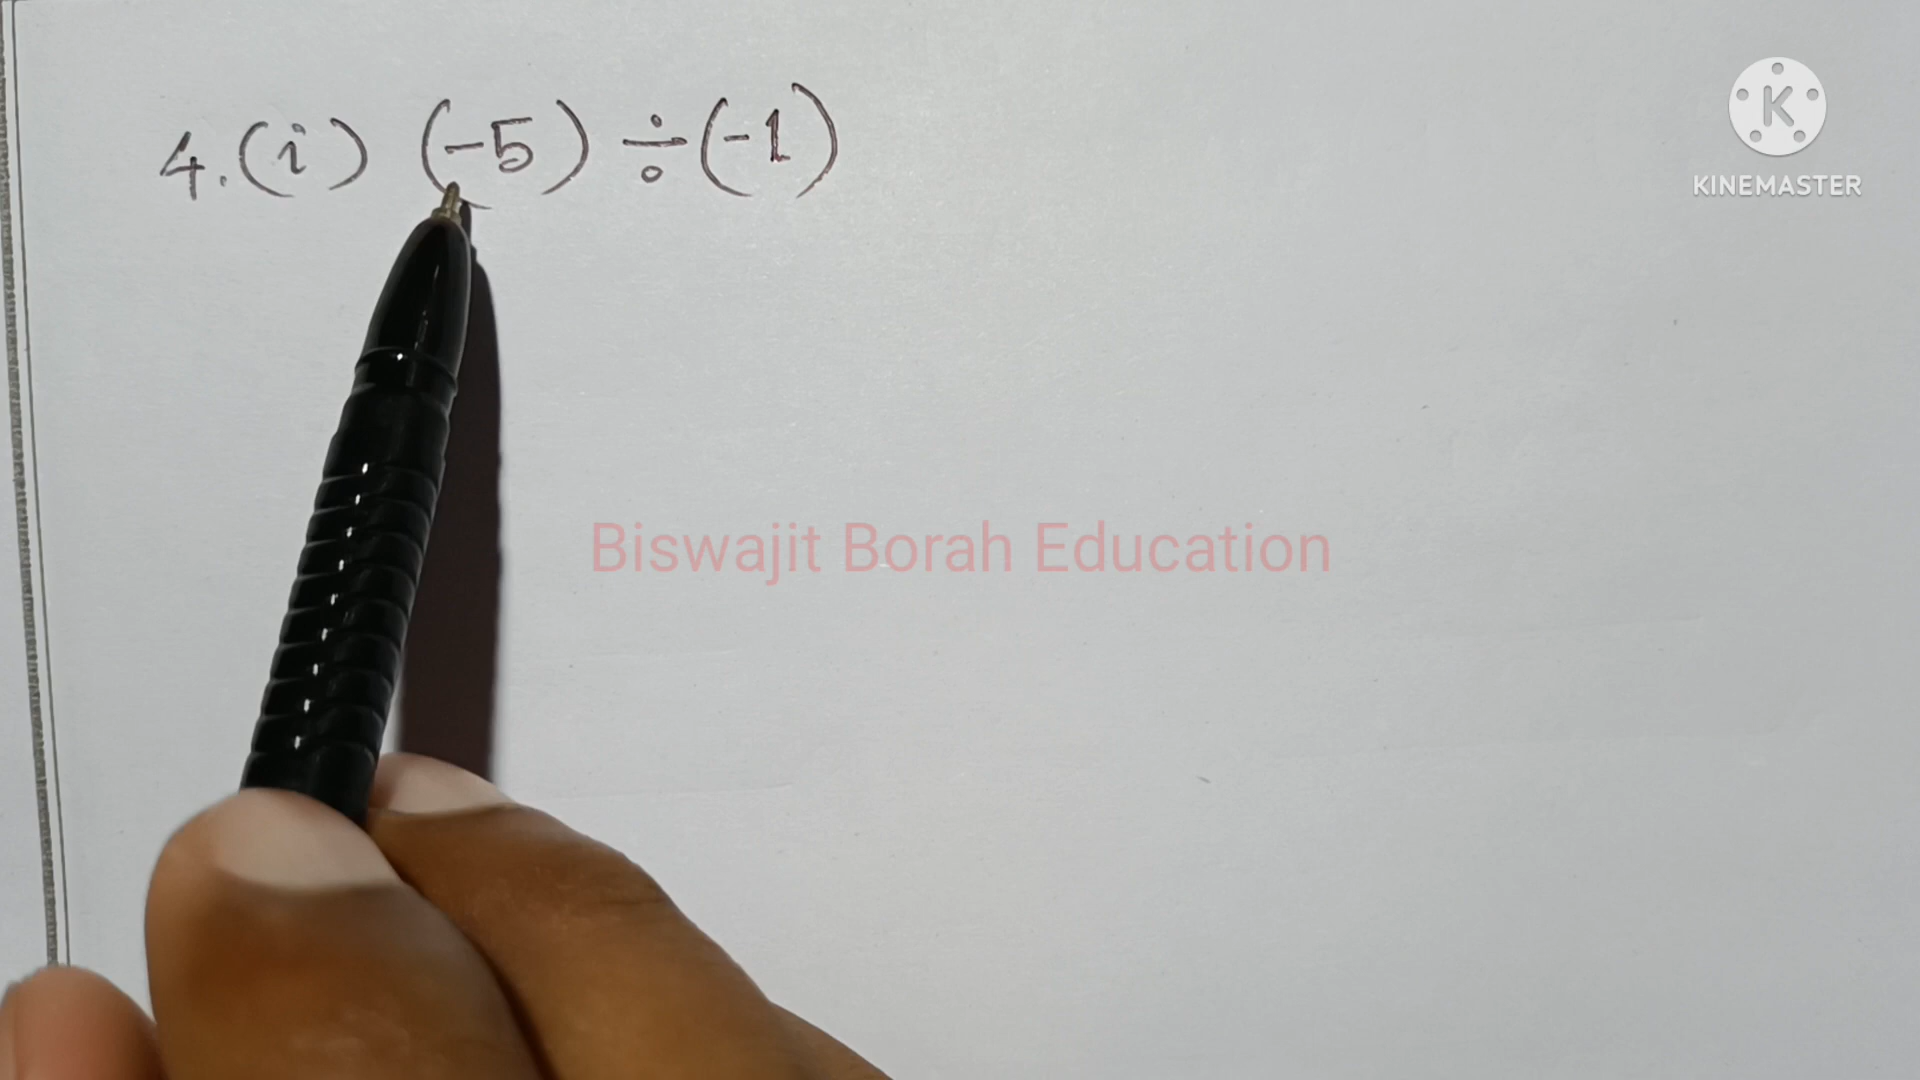 4. (i) (-5) ÷ (-1)
KINEMASTER
Biswajit Borah Education